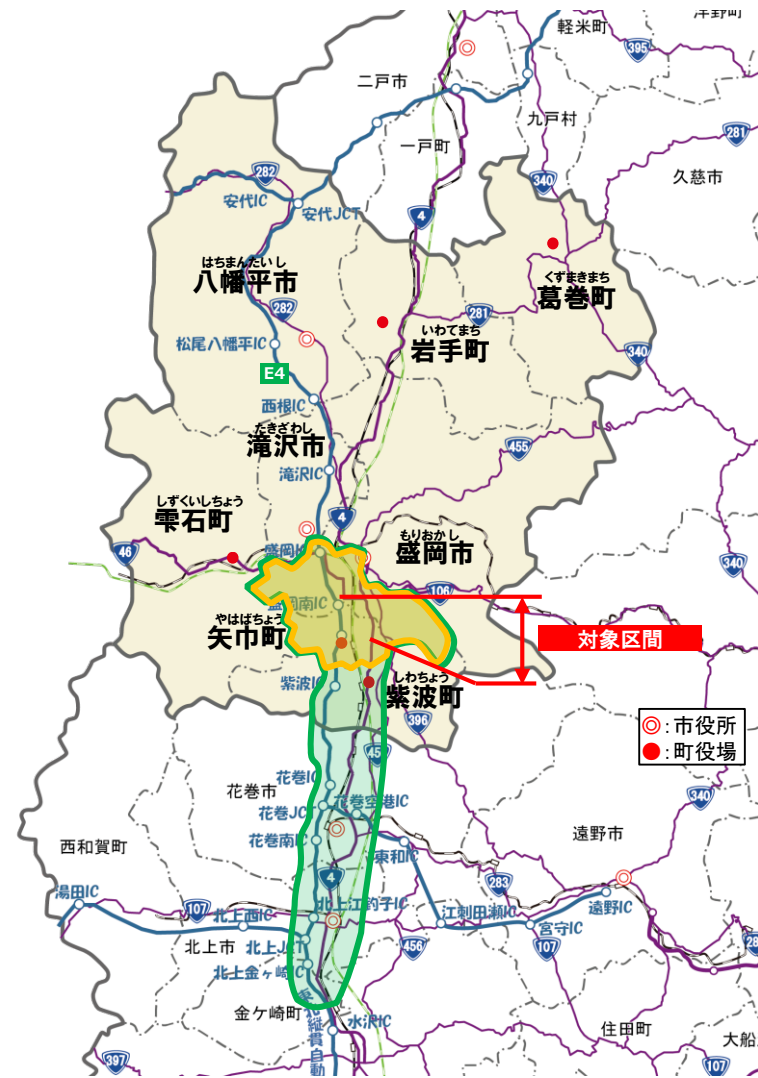 洋野町
軽米町
395
二戸市
九戸村
281
一戸町
282
340
久慈市
安代IC
安代JCT
4
はちまんたいし
八幡平市
くずまきまち
葛巻町
282
281
いわてまち
岩手町
松尾八幡平IC
340
E4
西根IC
たきざわし
滝沢市
455
滝沢IC
しずくいしちょう
雫石町
4
もりおかし
盛岡市
46
盛岡IC
340
106
盛岡南IC
やはばちょう
矢巾町
対象区間
紫波IC
しわちょう
紫波町
396
：市役所
：町役場
花巻市
花巻IC
花巻JCT
花巻空港IC
340
花巻南IC
東和IC
遠野市
西和賀町
4
283
湯田IC
107
北上江釣子IC
北上西IC
江刺田瀬IC
遠野IC
宮守IC
北上市
北上JCT
456
107
北上金ヶ崎IC
金ケ崎町
水沢IC
東北縦貫自動
住田町
大船
397
107